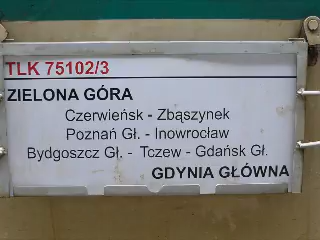 TLK 75102/3
ZIELONA GÓRA
Czerwieńsk - Zbąszynek
Poznań Gł. - Inowrocław
Bydgoszcz Gł. - Tczew - Gdańsk Gł.
GDYNIA GŁÓWNA